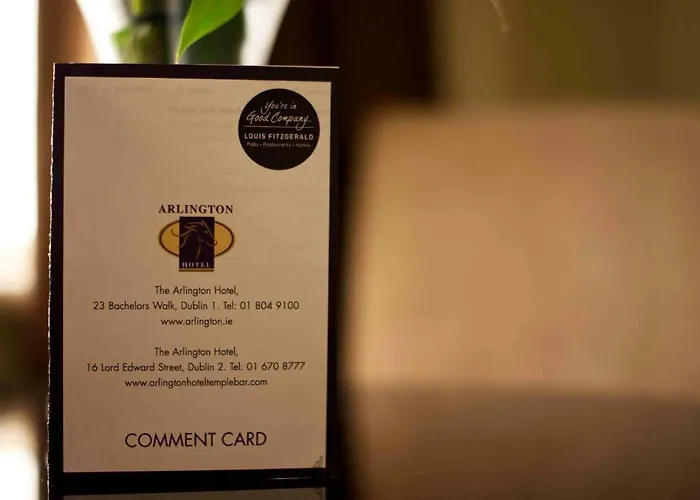 You're in
Good Company
LOUIS FITZGERALD
Pubs • Restaurants • Hotels
ARLINGTON
HOTEL
The Arlington Hotel,
23 Bachelors Walk, Dublin 1. Tel: 01 804 9100
www.arlington.ie
The Arlington Hotel,
16 Lord Edward Street, Dublin 2. Tel: 01 670 8777
www.arlingtonhoteltemplebar.com
COMMENT CARD